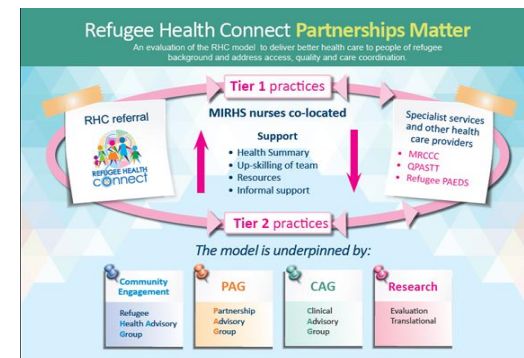 Refugee Health Connect Partnerships Matter
An evaluation of the RHC model to deliver better health care to people of refugee
background and address access, quality and care coordination.
Tier 1 practices
RHC referral
REFUGEE HEALTH
connect
MIRHS nurses co-located
Support
• Health Summary
• Up-skilling of team
• Resources
• Informal support
Specialist services
and other health
care providers
• MRCCC
• QPASTT
• Refugee PAEDS
Tier 2 practices
The model is underpinned by:
Community
Engagement
Refugee
Health Advisory
Group
PAG
Partnership
Advisory
Group
CAG
Clinical
Advisory
Group
Research
Evaluation
Translational